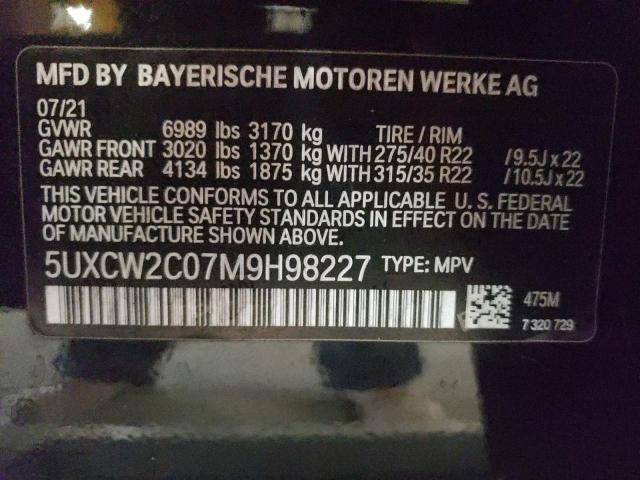 MFD BY BAYERISCHE MOTOREN WERKE AG
07/21
GVWR 6989 lbs 3170 kg TIRE / RIM
GAWR FRONT 3020 lbs 1370 kg WITH 275/40 R22 /9.5J x 22
GAWR REAR 4134 lbs 1875 kg WITH 315/35 R22 /10.5J x 22
THIS VEHICLE CONFORMS TO ALL APPLICABLE U. S. FEDERAL
MOTOR VEHICLE SAFETY STANDARDS IN EFFECT ON THE DATE
OF MANUFACTURE SHOWN ABOVE.
5UXCW2C07M9H98227 TYPE: MPV
475M
7 320 729